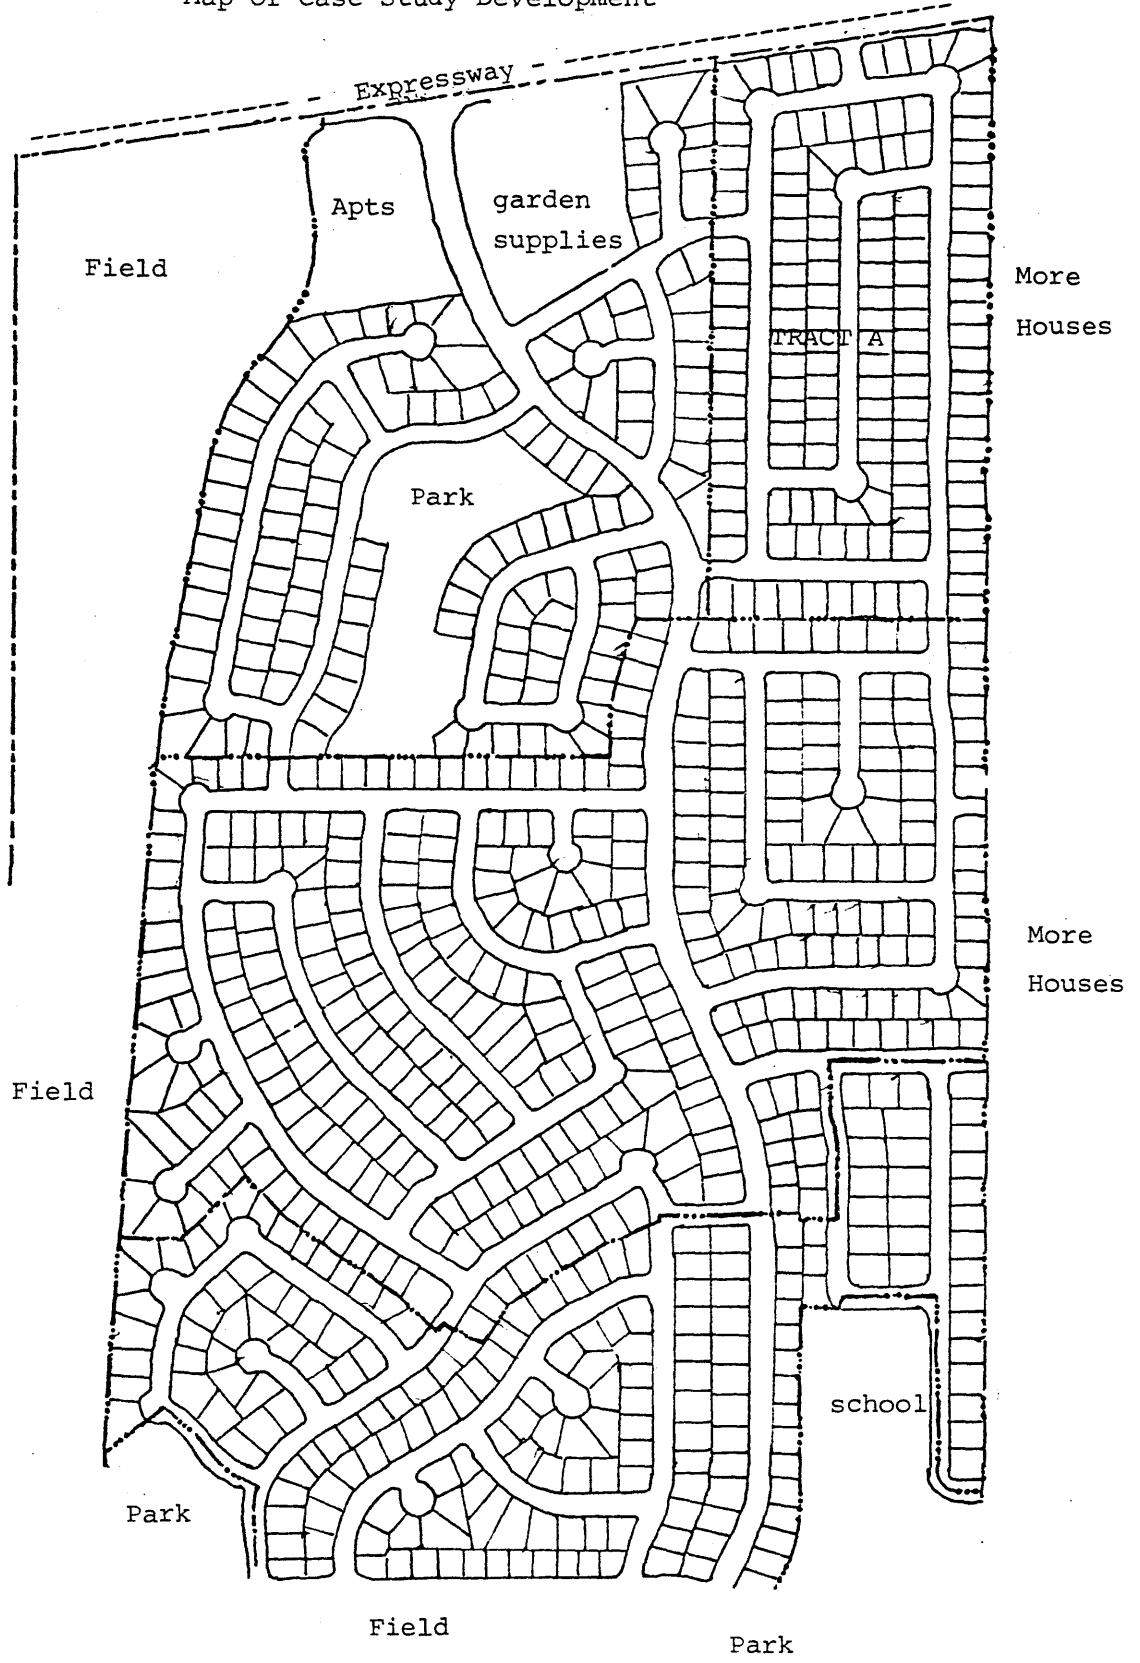 Map of Case Study Development
Expressway
Apts
garden
supplies
Field
More
Houses
TRACT A
Park
More
Houses
Field
school
Park
Field
Park